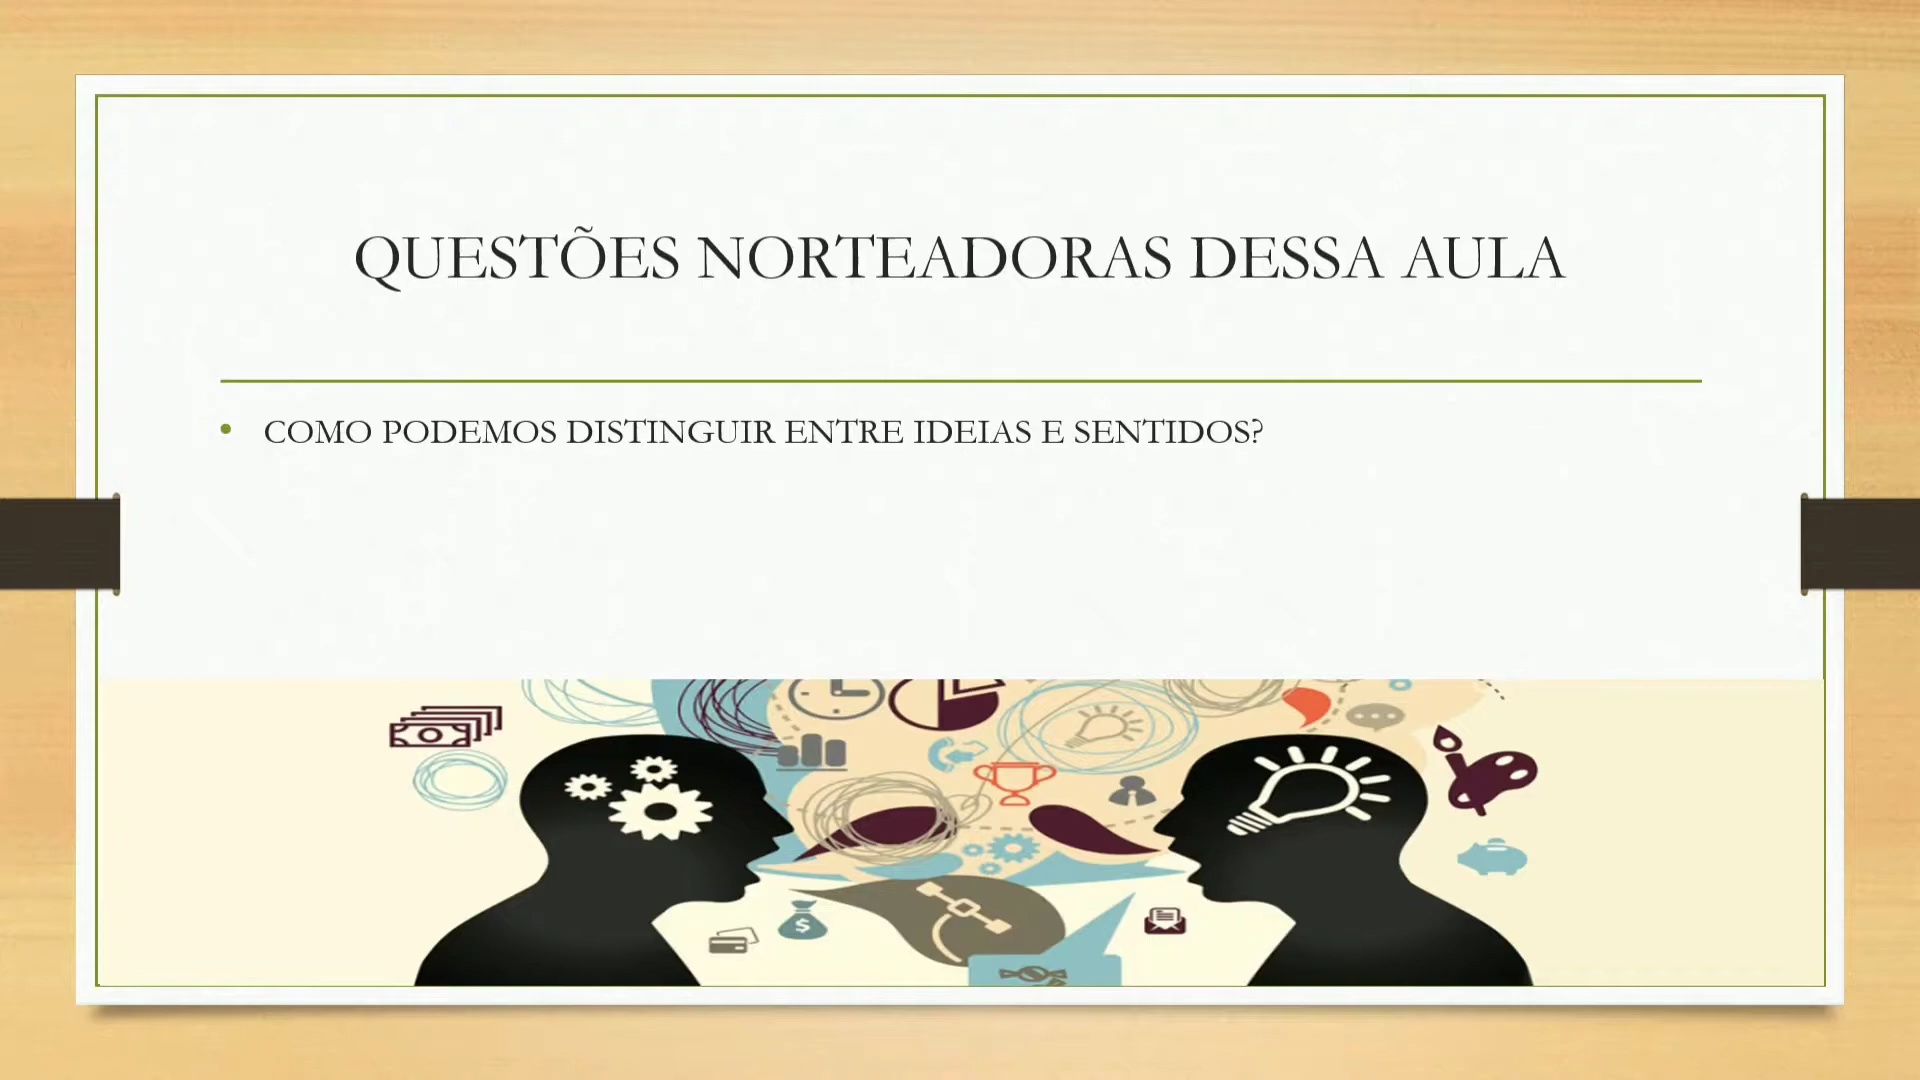 QUESTÕES NORTEADORAS DESSA AULA
• COMO PODEMOS DISTINGUIR ENTRE IDEIAS E SENTIDOS?
$